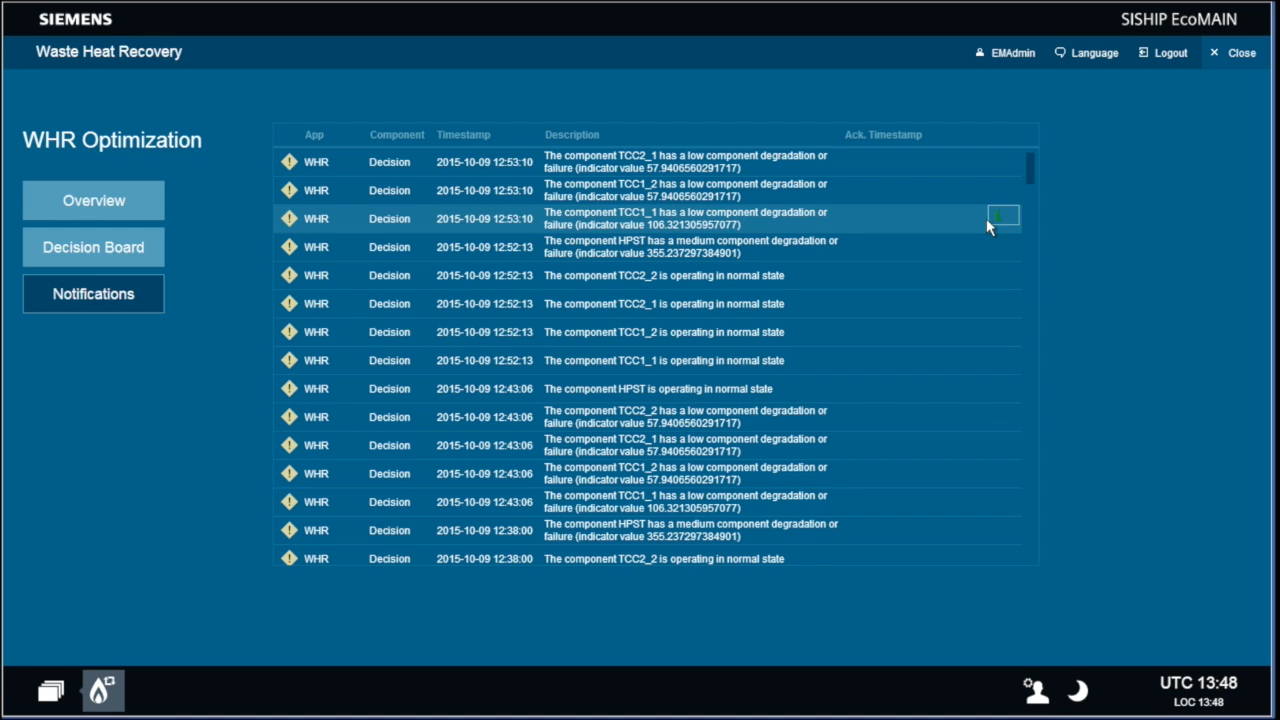 SIEMENS
SISHIP EcoMAIN
Waste Heat Recovery
EMAdmin Language Logout × Close
WHR Optimization
Overview
Decision Board
Notifications
App Component Timestamp Description Ack. Timestamp
WHR Decision 2015-10-09 12:53:10 The component TCC2_1 has a low component degradation or
failure (indicator value 57.9406560291717)
WHR Decision 2015-10-09 12:53:10 The component TCC1_2 has a low component degradation or
failure (indicator value 57.9406560291717)
WHR Decision 2015-10-09 12:53:10 The component TCC1_1 has a low component degradation or
failure (indicator value 106.321305957077)
WHR Decision 2015-10-09 12:52:13 The component HPST has a medium component degradation or
failure (indicator value 355.237297384901)
WHR Decision 2015-10-09 12:52:13 The component TCC2_2 is operating in normal state
WHR Decision 2015-10-09 12:52:13 The component TCC2_1 is operating in normal state
WHR Decision 2015-10-09 12:52:13 The component TCC1_2 is operating in normal state
WHR Decision 2015-10-09 12:52:13 The component TCC1_1 is operating in normal state
WHR Decision 2015-10-09 12:43:06 The component HPST is operating in normal state
WHR Decision 2015-10-09 12:43:06 The component TCC2_2 has a low component degradation or
failure (indicator value 57.9406560291717)
WHR Decision 2015-10-09 12:43:06 The component TCC2_1 has a low component degradation or
failure (indicator value 57.9406560291717)
WHR Decision 2015-10-09 12:43:06 The component TCC1_2 has a low component degradation or
failure (indicator value 57.9406560291717)
WHR Decision 2015-10-09 12:43:06 The component TCC1_1 has a low component degradation or
failure (indicator value 106.321305957077)
WHR Decision 2015-10-09 12:38:00 The component HPST has a medium component degradation or
failure (indicator value 355.237297384901)
WHR Decision 2015-10-09 12:38:00 The component TCC2_2 is operating in normal state
UTC 13:48
LOC 13:48